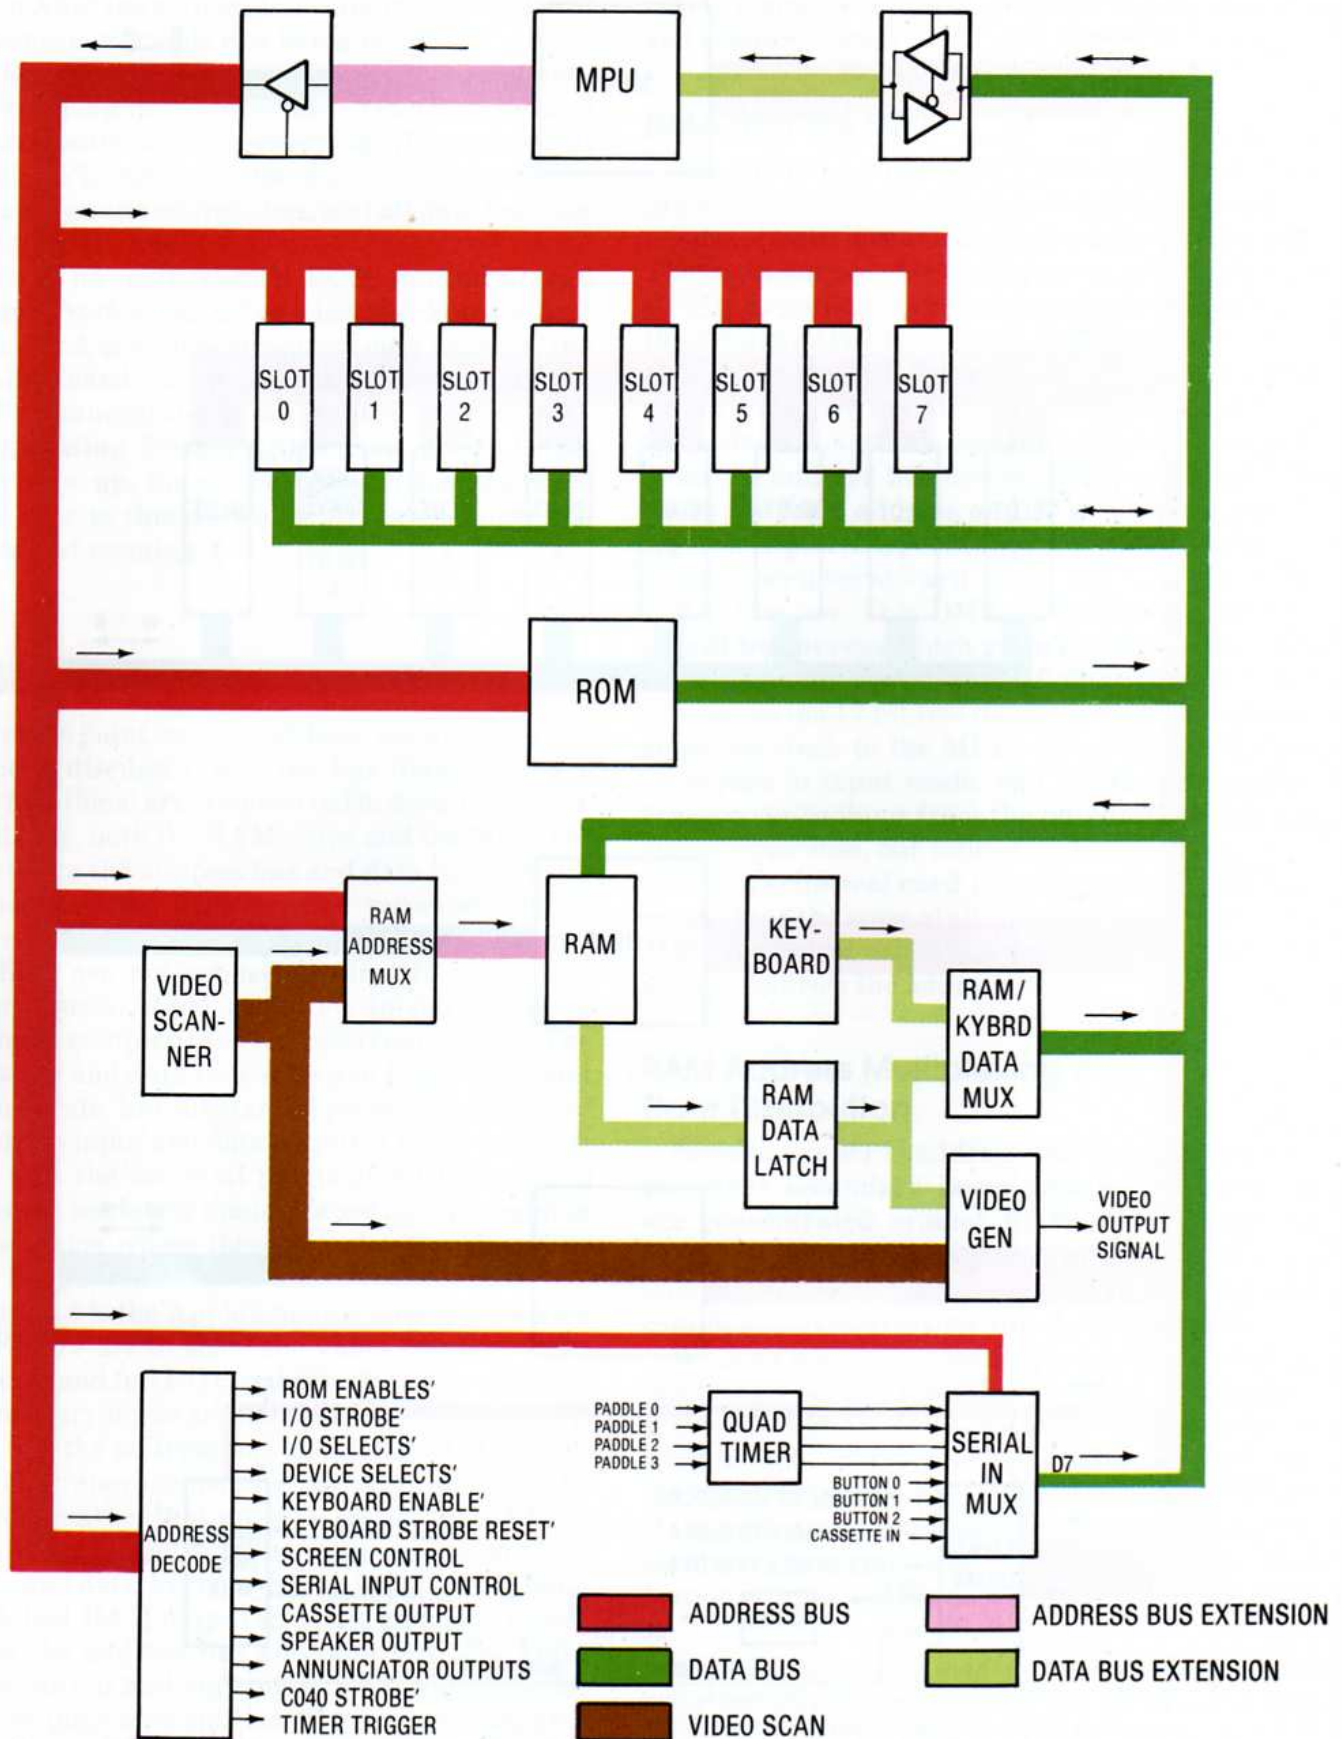 MPU
SLOT
0
SLOT
1
SLOT
2
SLOT
3
SLOT
4
SLOT
5
SLOT
6
SLOT
7
ROM
RAM
ADDRESS
MUX
RAM
KEY-
BOARD
VIDEO
SCAN-
NER
RAM/
KYBRD
DATA
MUX
RAM
DATA
LATCH
VIDEO
GEN
VIDEO
OUTPUT
SIGNAL
ADDRESS
DECODE
ROM ENABLES'
I/O STROBE'
I/O SELECTS'
DEVICE SELECTS'
KEYBOARD ENABLE'
KEYBOARD STROBE RESET'
SCREEN CONTROL
SERIAL INPUT CONTROL
CASSETTE OUTPUT
SPEAKER OUTPUT
ANNUNCIATOR OUTPUTS
C040 STROBE'
TIMER TRIGGER
PADDLE 0
PADDLE 1
PADDLE 2
PADDLE 3
QUAD
TIMER
BUTTON 0
BUTTON 1
BUTTON 2
CASSETTE IN
SERIAL
IN
MUX
D7
ADDRESS BUS
DATA BUS
VIDEO SCAN
ADDRESS BUS EXTENSION
DATA BUS EXTENSION